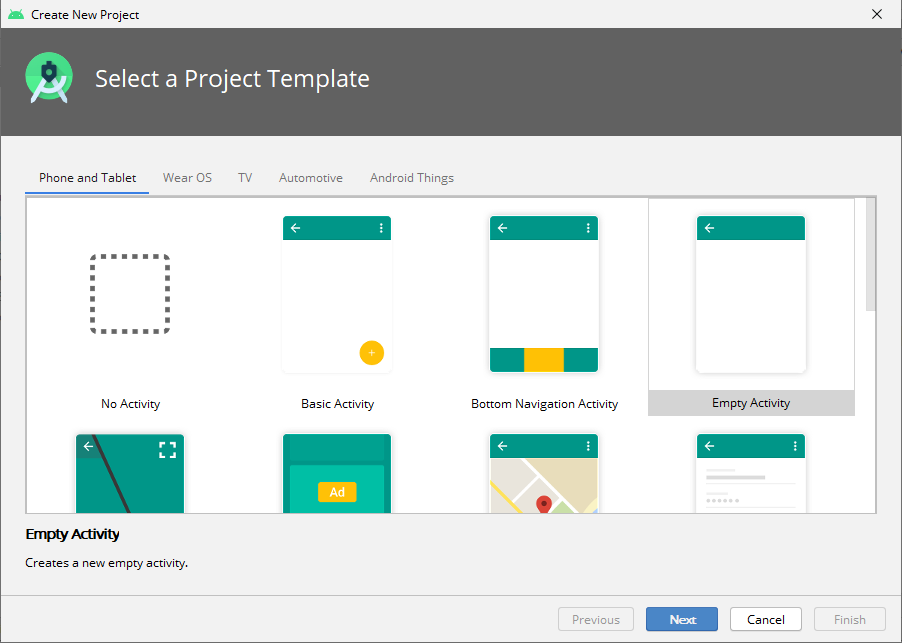 Create New Project
Select a Project Template
Phone and Tablet Wear OS TV Automotive Android Things
No Activity Basic Activity Bottom Navigation Activity Empty Activity
Ad
Empty Activity
Creates a new empty activity.
Previous Next Cancel Finish